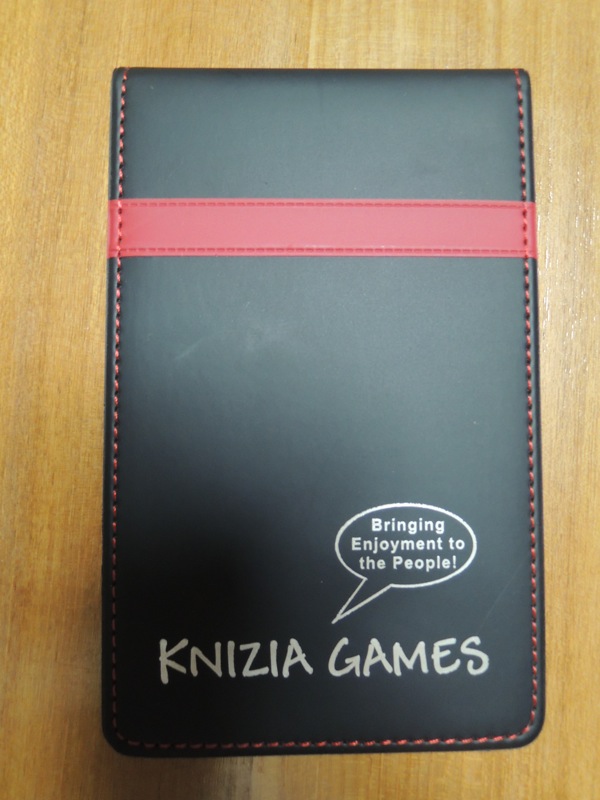 Bringing
Enjoyment to
the People!
KNIZIA GAMES